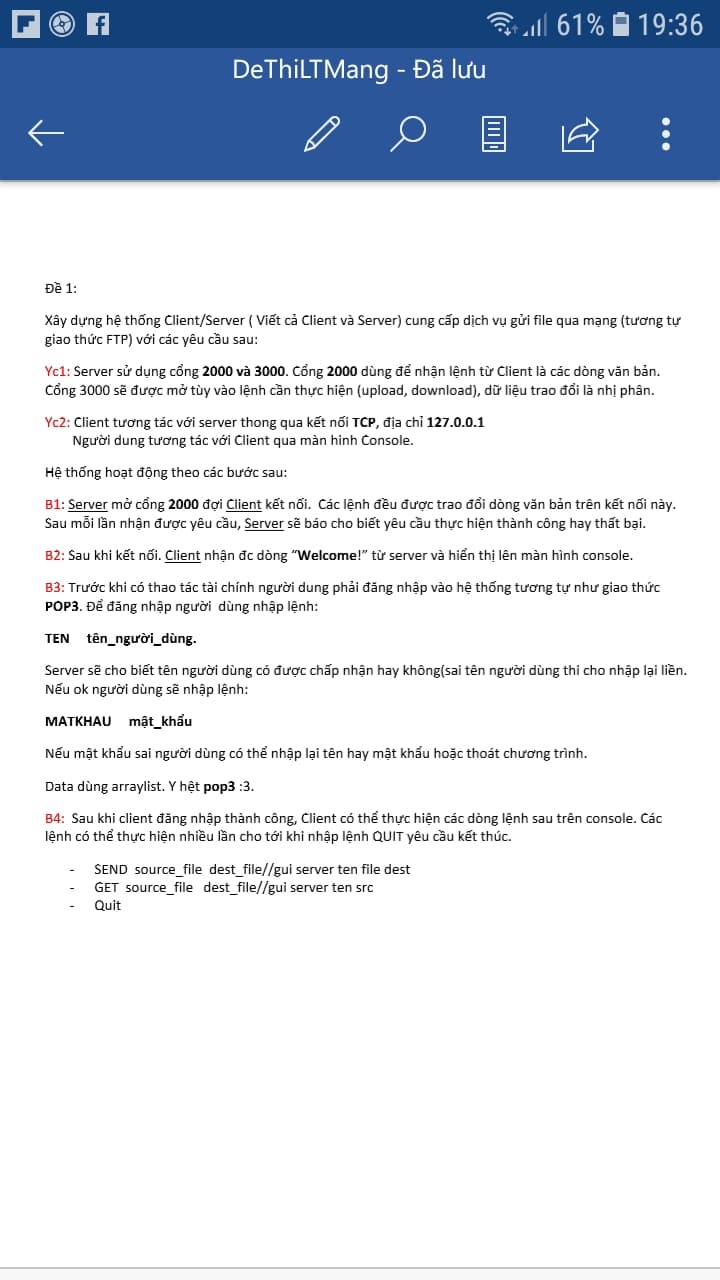 61% 19:36
DeThiLTMang - Đã lưu
Đề 1:
Xây dựng hệ thống Client/Server ( Viết cả Client và Server) cung cấp dịch vụ gửi file qua mạng (tương tự
giao thức FTP) với các yêu cầu sau:
Yc1: Server sử dụng cổng 2000 và 3000. Cổng 2000 dùng để nhận lệnh từ Client là các dòng văn bản.
Cổng 3000 sẽ được mở tùy vào lệnh cần thực hiện (upload, download), dữ liệu trao đổi là nhị phân.
Yc2: Client tương tác với server thong qua kết nối TCP, địa chỉ 127.0.0.1
Người dung tương tác với Client qua màn hinh Console.
Hệ thống hoạt động theo các bước sau:
B1: Server mở cổng 2000 đợi Client kết nối. Các lệnh đều được trao đổi dòng văn bản trên kết nối này.
Sau mỗi lần nhận được yêu cầu, Server sẽ báo cho biết yêu cầu thực hiện thành công hay thất bại.
B2: Sau khi kết nối. Client nhận đc dòng “Welcome!” từ server và hiển thị lên màn hình console.
B3: Trước khi có thao tác tài chính người dung phải đăng nhập vào hệ thống tương tự như giao thức
POP3. Để đăng nhập người dùng nhập lệnh:
TEN tên_người_dùng.
Server sẽ cho biết tên người dùng có được chấp nhận hay không(sai tên người dùng thi cho nhập lại liền.
Nếu ok người dùng sẽ nhập lệnh:
MATKHAU mật_khẩu
Nếu mật khẩu sai người dùng có thể nhập lại tên hay mật khẩu hoặc thoát chương trình.
Data dùng arraylist. Y hệt pop3 :3.
B4: Sau khi client đăng nhập thành công, Client có thể thực hiện các dòng lệnh sau trên console. Các
lệnh có thể thực hiện nhiều lần cho tới khi nhập lệnh QUIT yêu cầu kết thúc.
- SEND source_file dest_file//gui server ten file dest
- GET source_file dest_file//gui server ten src
- Quit